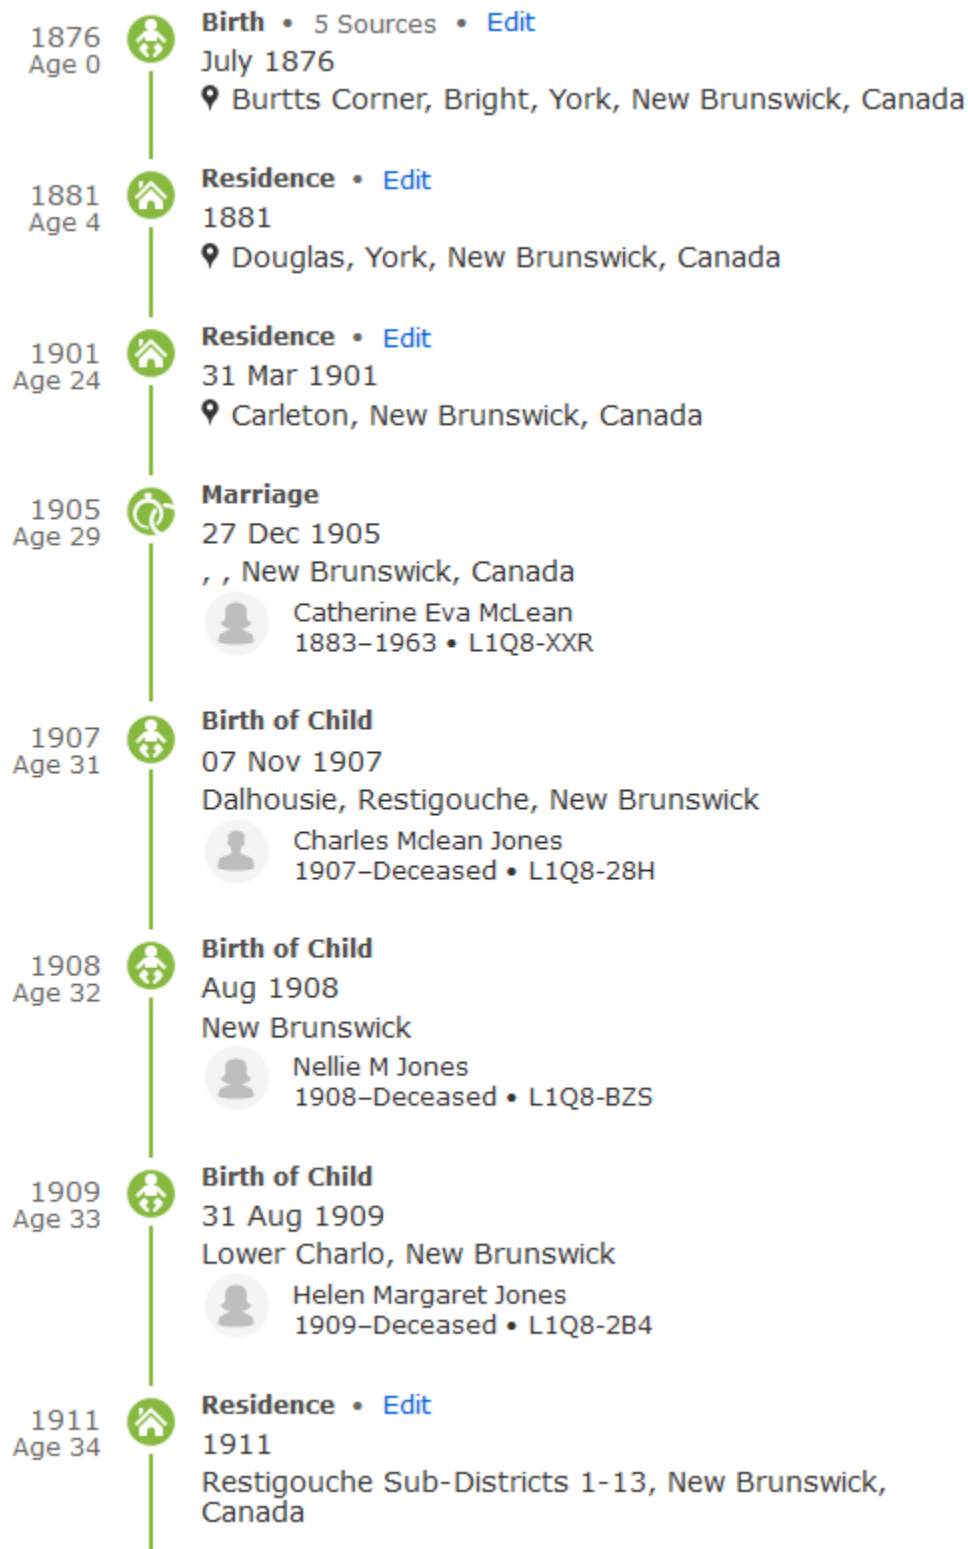 1876
Age 0
Birth • 5 Sources • Edit
July 1876
Burtts Corner, Bright, York, New Brunswick, Canada
1881
Age 4
Residence • Edit
1881
Douglas, York, New Brunswick, Canada
1901
Age 24
Residence • Edit
31 Mar 1901
Carleton, New Brunswick, Canada
1905
Age 29
Marriage
27 Dec 1905
, , New Brunswick, Canada
Catherine Eva McLean
1883–1963 • L1Q8-XXR
1907
Age 31
Birth of Child
07 Nov 1907
Dalhousie, Restigouche, New Brunswick
Charles Mclean Jones
1907–Deceased • L1Q8-28H
1908
Age 32
Birth of Child
Aug 1908
New Brunswick
Nellie M Jones
1908–Deceased • L1Q8-BZS
1909
Age 33
Birth of Child
31 Aug 1909
Lower Charlo, New Brunswick
Helen Margaret Jones
1909–Deceased • L1Q8-2B4
1911
Age 34
Residence • Edit
1911
Restigouche Sub-Districts 1-13, New Brunswick,
Canada